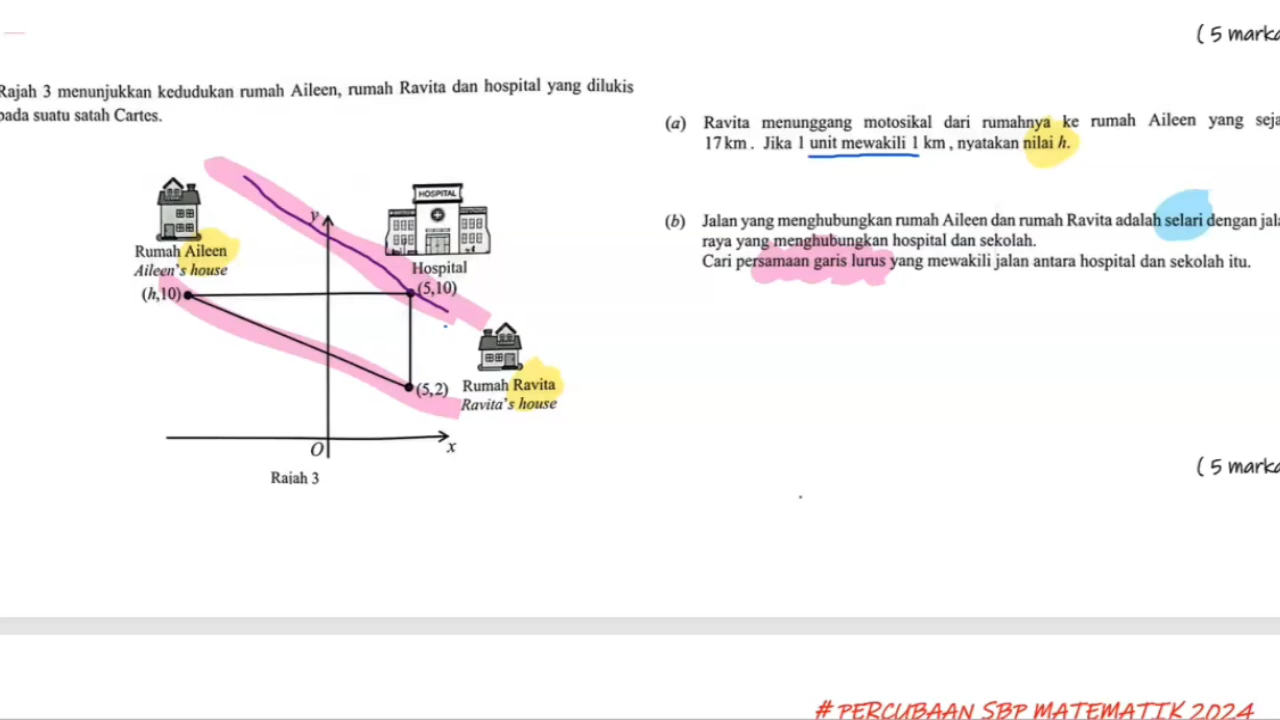 ( 5 marka
Rajah 3 menunjukkan kedudukan rumah Aileen, rumah Ravita dan hospital yang dilukis
pada suatu satah Cartes.
(a) Ravita menunggang motosikal dari rumahnya ke rumah Aileen yang seja
17 km . Jika 1 unit mewakili 1 km , nyatakan nilai h.
(b) Jalan yang menghubungkan rumah Aileen dan rumah Ravita adalah selari dengan jala
raya yang menghubungkan hospital dan sekolah.
Cari persamaan garis lurus yang mewakili jalan antara hospital dan sekolah itu.
y
HOSPITAL
Rumah Aileen
Aileen's house
Hospital
(h,10)
(5,10)
(5,2)
Rumah Ravita
Ravita's house
O
x
Rajah 3
( 5 marka
# PERCUBAAN SBP MATEMATIK 2024